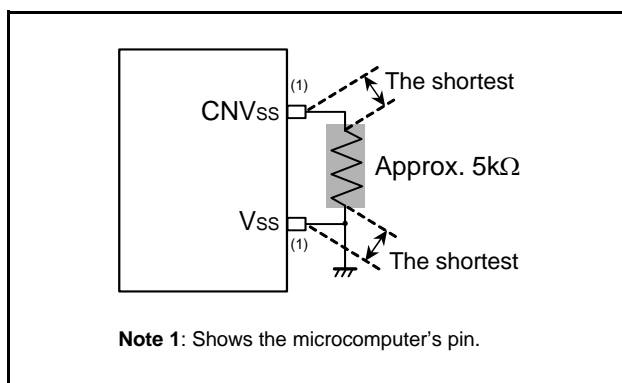 (1)
The shortest
CNVss
Approx. 5kΩ
Vss
(1)
The shortest
Note 1: Shows the microcomputer's pin.